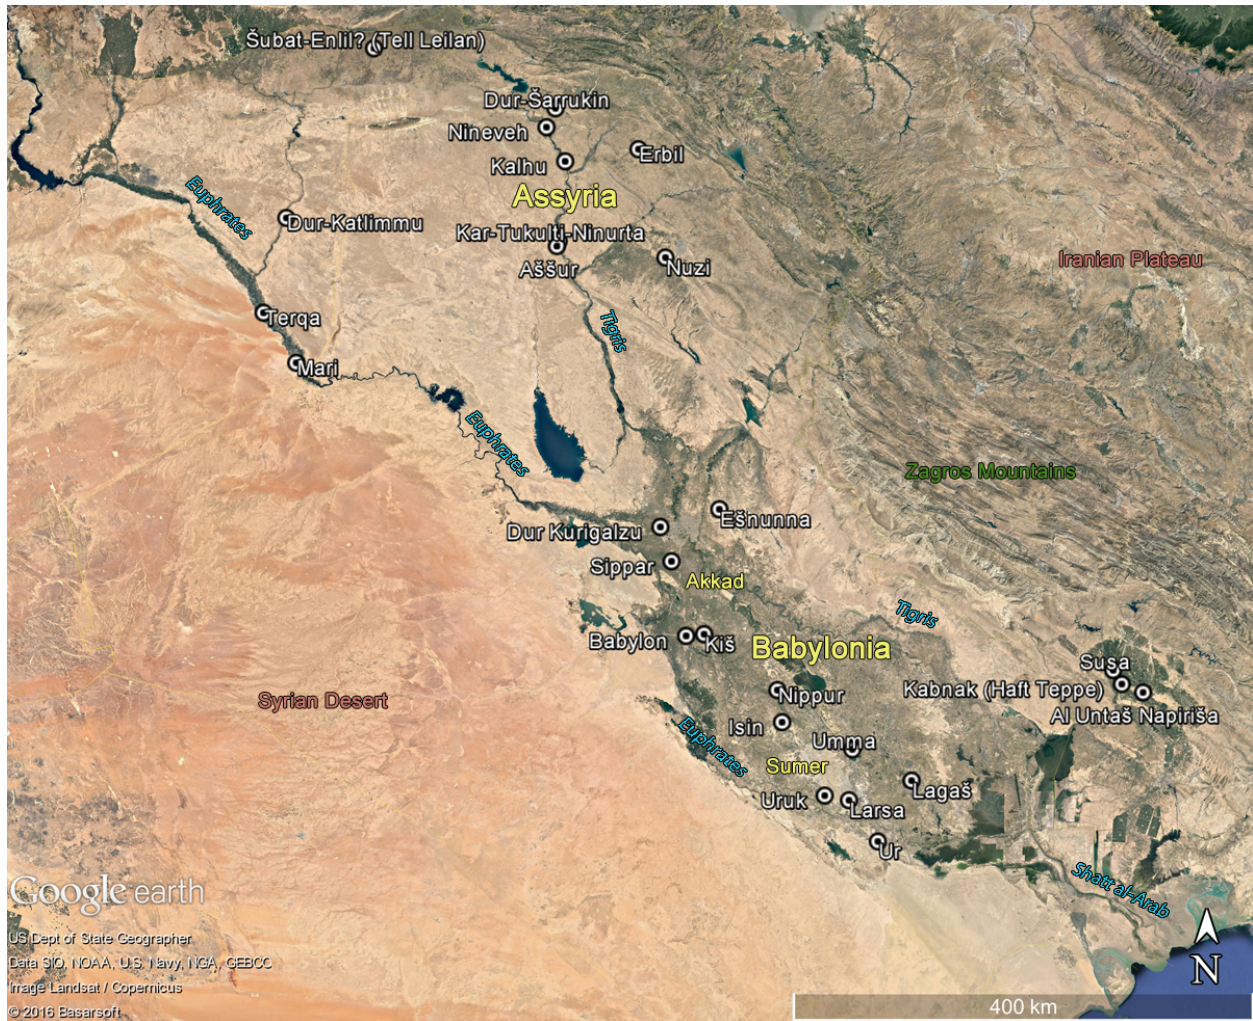 Šubat-Enlil? (Tell Leilan)
Dur-Šarrukin
Nineveh
Erbil
Kalhu
Assyria
Euphrates
Dur-Katlimmu
Kar-Tukulti-Ninurta
Aššur
Nuzi
Iranian Plateau
Terqa
Tigris
Mari
Euphrates
Zagros Mountains
Ešnunna
Dur Kurigalzu
Sippar
Akkad
Tigris
Babylon
Kiš
Babylonia
Susa
Kabnak (Haft Teppe)
Al Untaš Napiriša
Syrian Desert
Nippur
Isin
Euphrates
Umma
Sumer
Uruk
Larsa
Lagaš
Ur
Shatt al-Arab
Google earth
US Dept of State Geographer
Data SIO, NOAA, U.S. Navy, NGA, GEBCO
Image Landsat / Copernicus
© 2016 Basarsoft
N
400 km